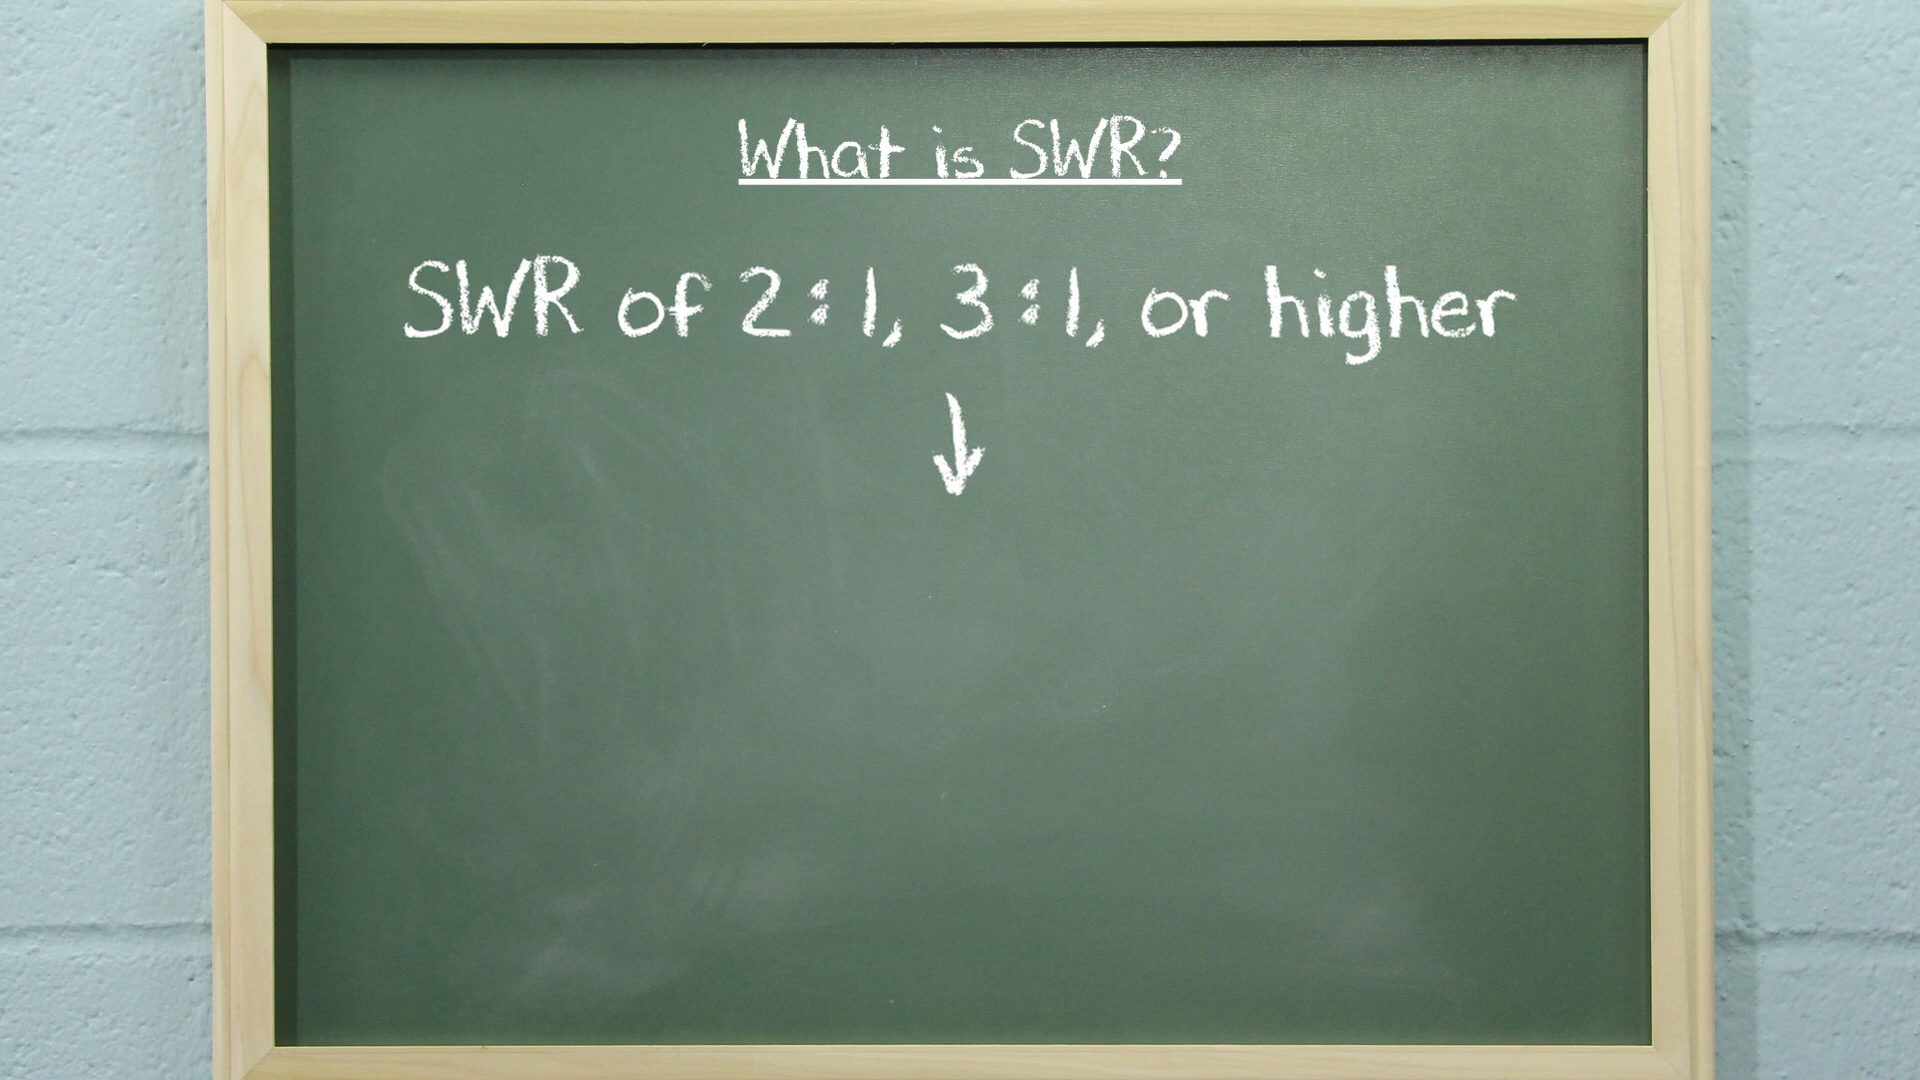 What is SWR?
SWR of 2:1, 3:1, or higher
↓